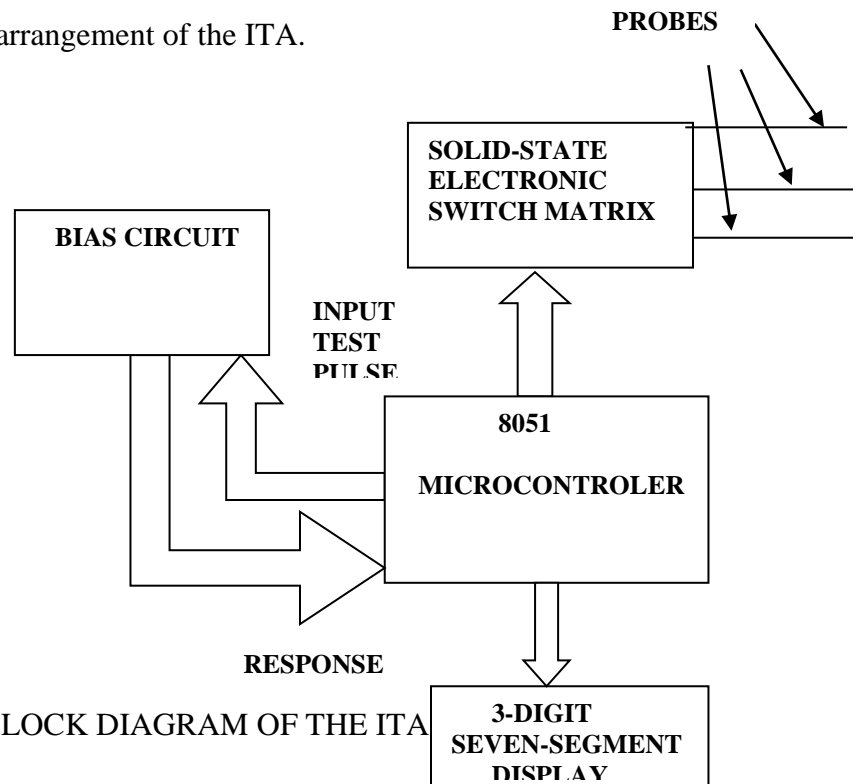 arrangement of the ITA.
PROBES
SOLID-STATE
ELECTRONIC
SWITCH MATRIX
BIAS CIRCUIT
INPUT
TEST
PULSE
8051
MICROCONTROLER
RESPONSE
LOCK DIAGRAM OF THE ITA
3-DIGIT
SEVEN-SEGMENT
DISPLAY